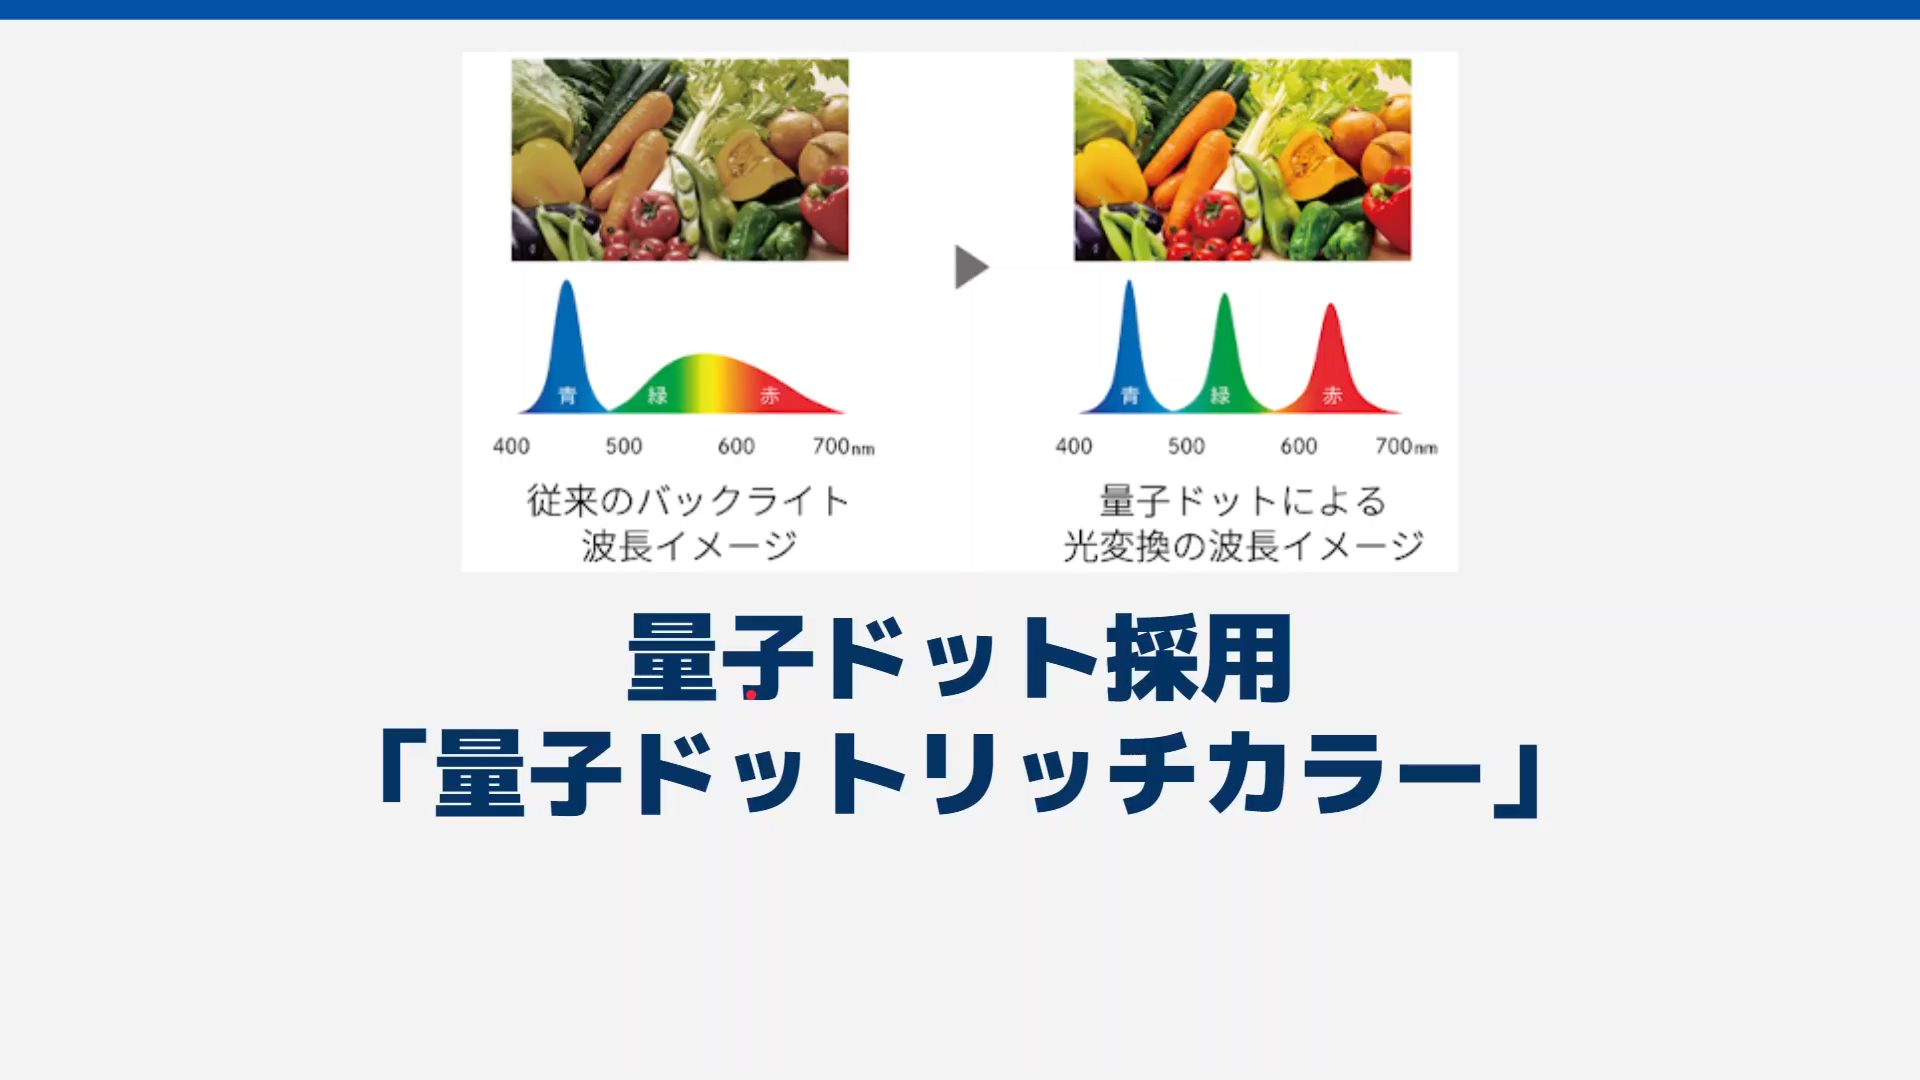 青 緑 赤
400 500 600 700nm
従来のバックライト
波長イメージ
青 緑 赤
400 500 600 700nm
量子ドットによる
光変換の波長イメージ
量子ドット採用
「量子ドットリッチカラー」